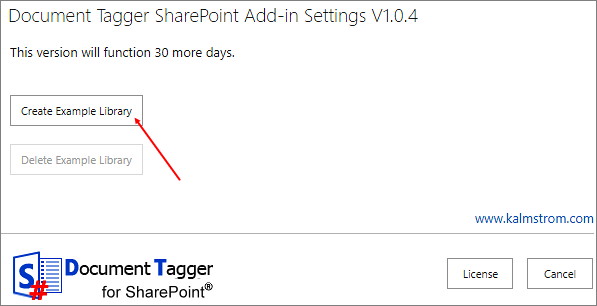 Document Tagger SharePoint Add-in Settings V1.0.4
This version will function 30 more days.
Create Example Library
Delete Example Library
www.kalmstrom.com
S
#
Document Tagger
for SharePoint®
License
Cancel